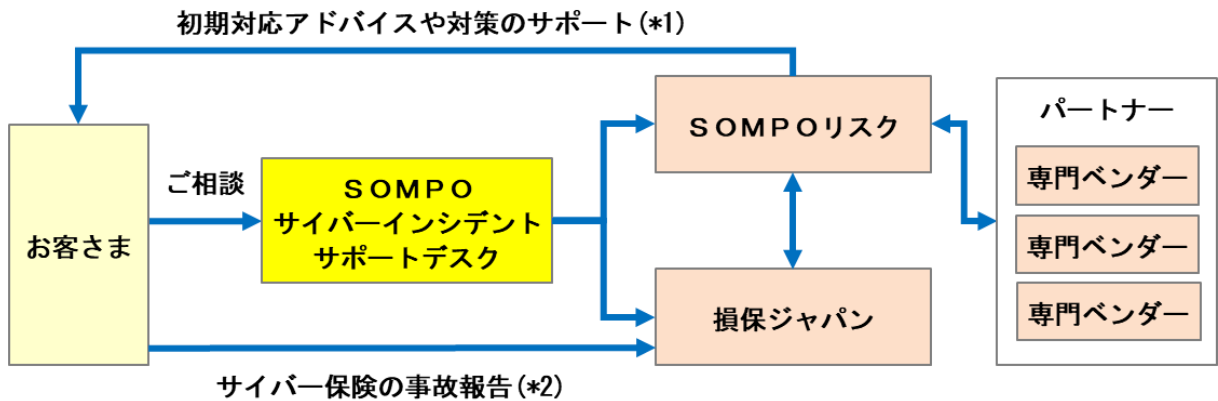 初期対応アドバイスや対策のサポート(*1)
お客さま
ご相談
SOMPO
サイバーインシデント
サポートデスク
SOMPOリスク
損保ジャパン
パートナー
専門ベンダー
専門ベンダー
専門ベンダー
サイバー保険の事故報告(*2)